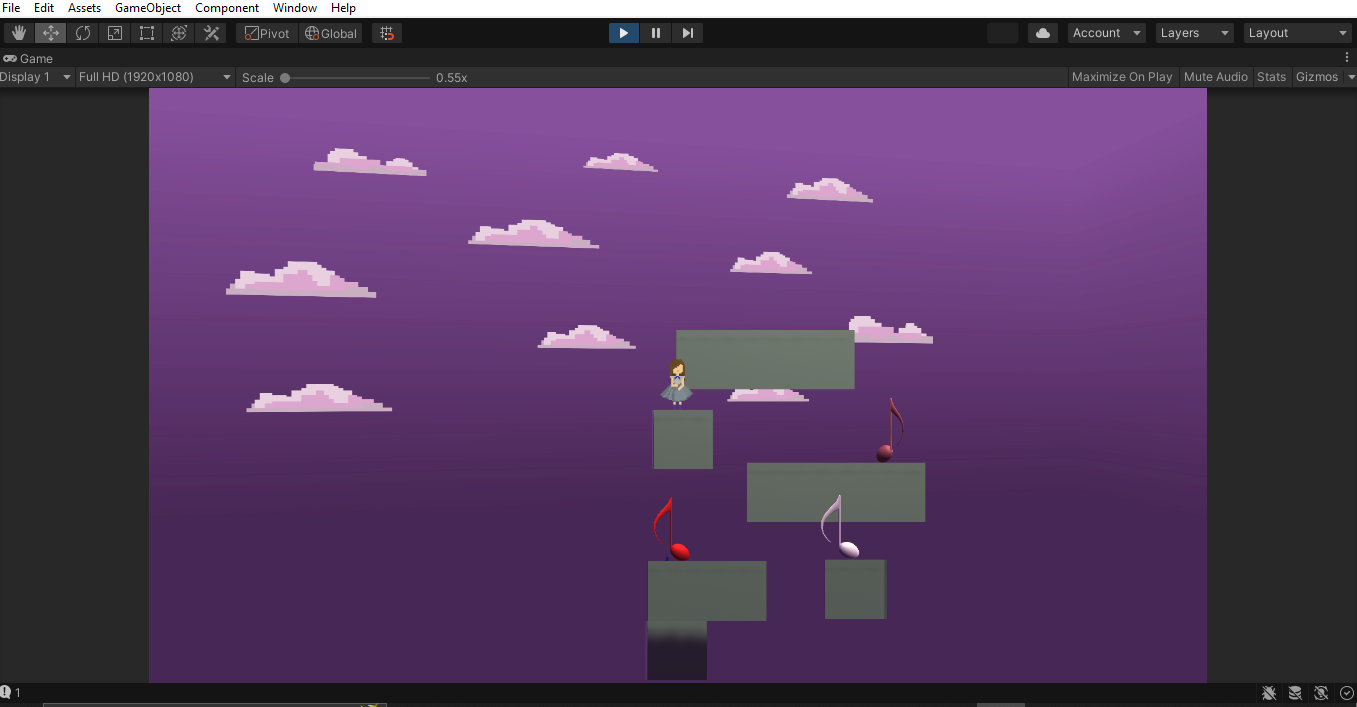 File Edit Assets GameObject Component Window Help
Pivot Global Account Layers Layout
Game
Display 1 Full HD (1920x1080) Scale 0.55x Maximize On Play Mute Audio Stats Gizmos
1